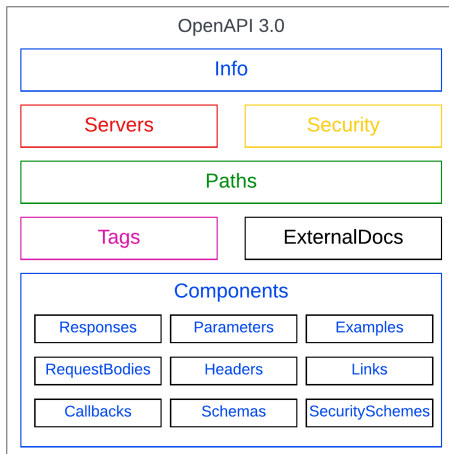 OpenAPI 3.0
Info
Servers Security
Paths
Tags ExternalDocs
Components
Responses Parameters Examples
RequestBodies Headers Links
Callbacks Schemas SecuritySchemes